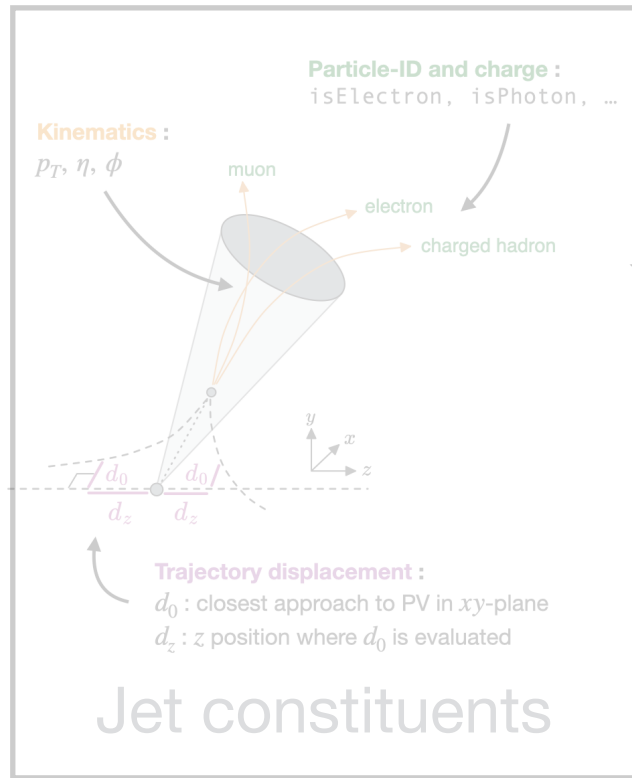 Particle-ID and charge :
isElectron, isPhoton, …
Kinematics :
p_T, η, ϕ
muon
electron
charged hadron
y
x
z
d_0 d_0
d_z d_z
Trajectory displacement :
d_0 : closest approach to PV in xy-plane
d_z : z position where d_0 is evaluated
Jet constituents